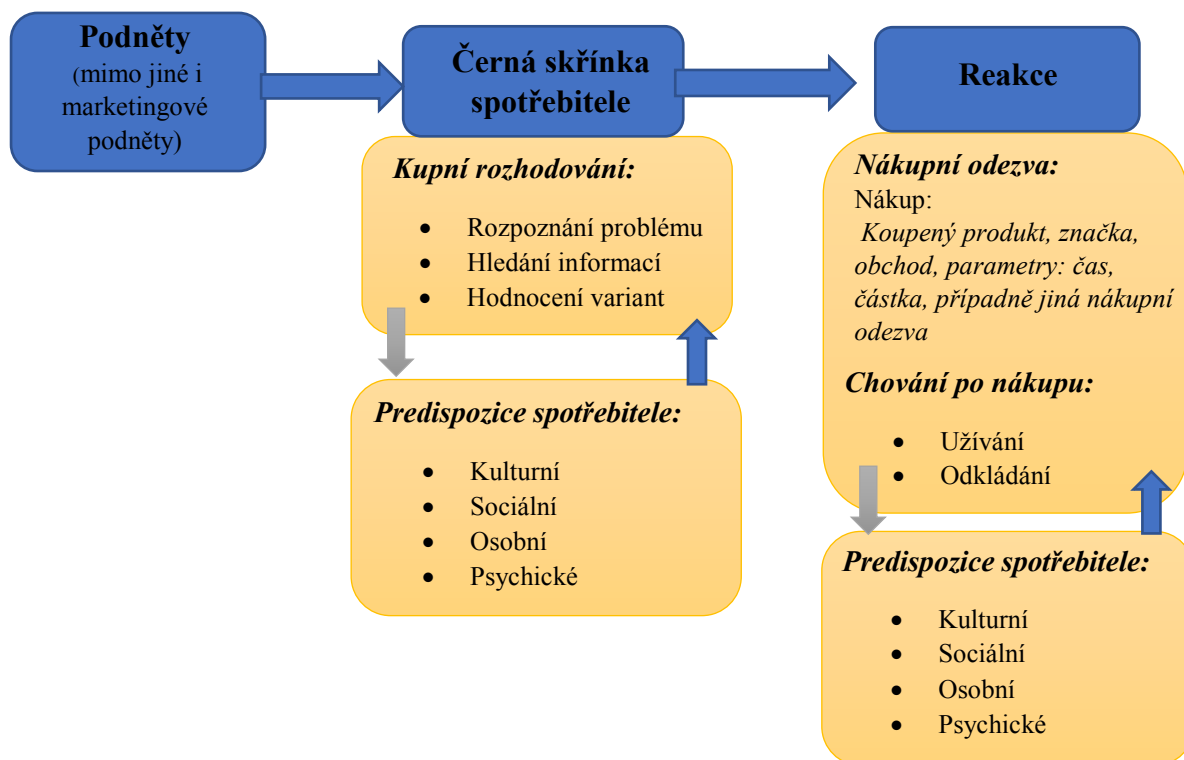 Podněty
(mimo jiné i
marketingové
podněty)
Černá skřínka
spotřebitele
Reakce
Kupní rozhodování:
• Rozpoznání problému
• Hledání informací
• Hodnocení variant
Predispozice spotřebitele:
• Kulturní
• Sociální
• Osobní
• Psychické
Nákupní odezva:
Nákup:
Koupený produkt, značka,
obchod, parametry: čas,
částka, případně jiná nákupní
odezva
Chování po nákupu:
• Užívání
• Odkládání
Predispozice spotřebitele:
• Kulturní
• Sociální
• Osobní
• Psychické